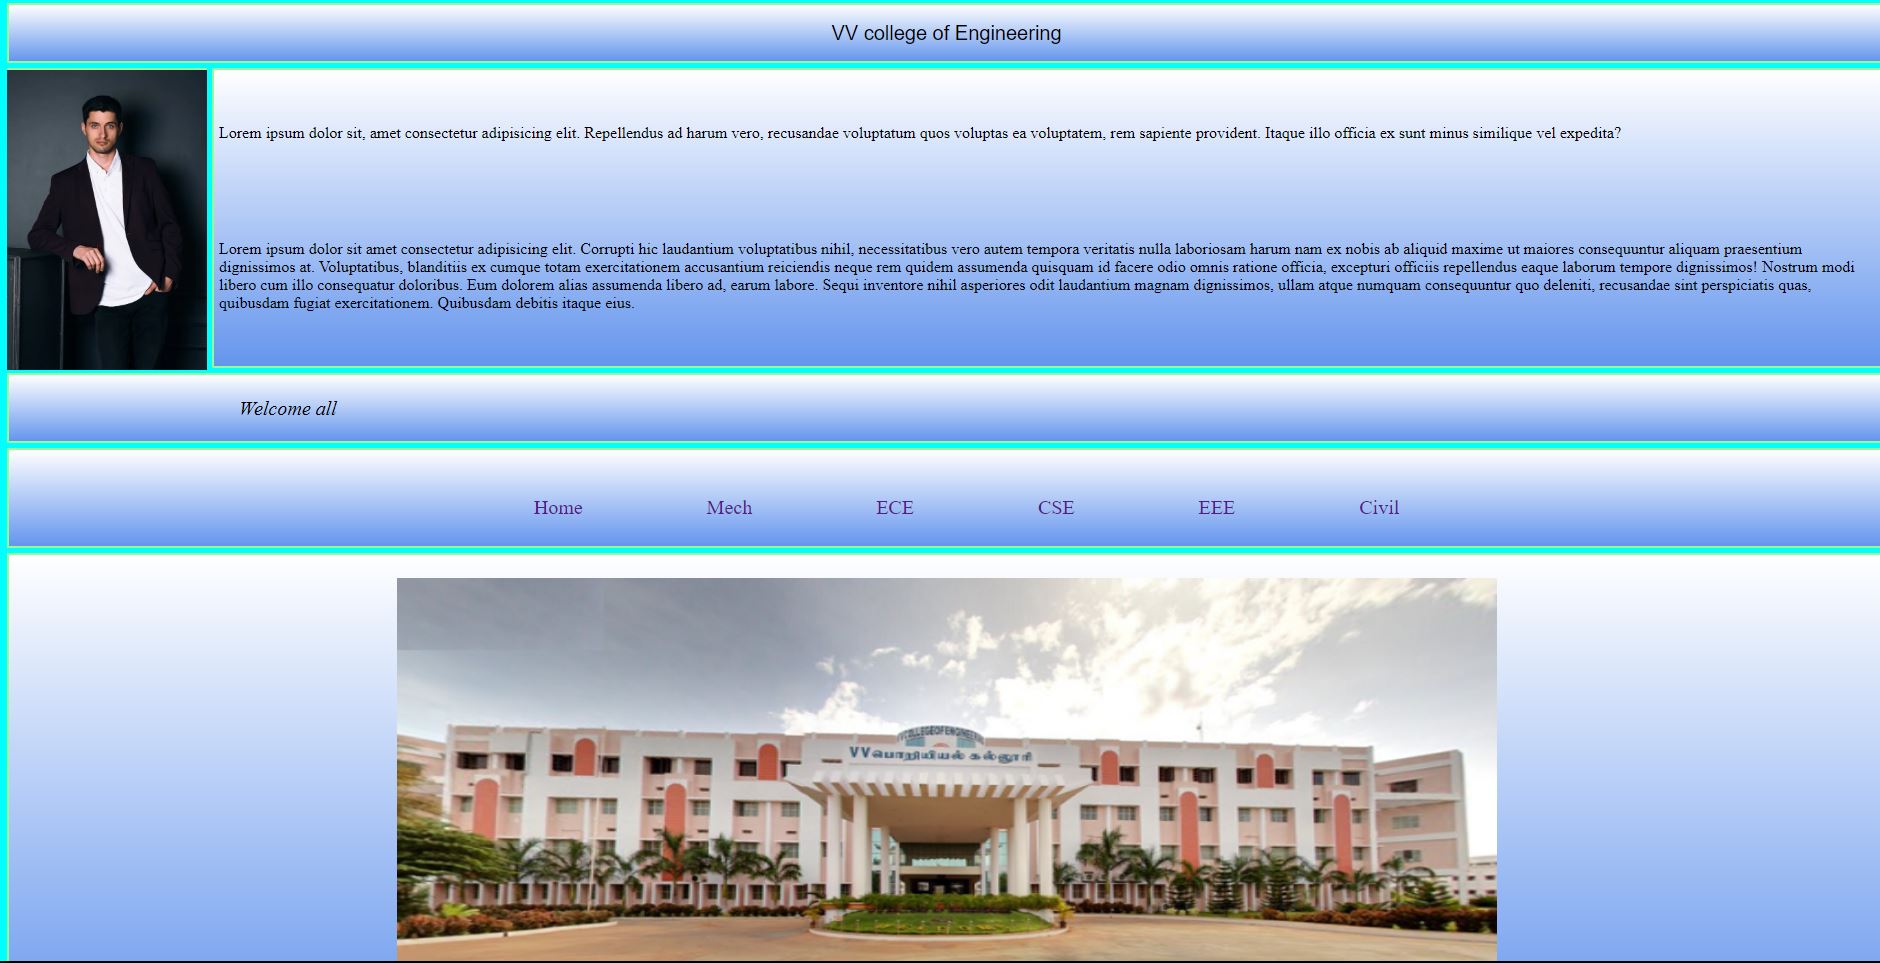 VV college of Engineering
Lorem ipsum dolor sit, amet consectetur adipisicing elit. Repellendus ad harum vero, recusandae voluptatum quos voluptas ea voluptatem, rem sapiente provident. Itaque illo officia ex sunt minus similique vel expedita?
Lorem ipsum dolor sit amet consectetur adipisicing elit. Corrupti hic laudantium voluptatibus nihil, necessitatibus vero autem tempora veritatis nulla laboriosam harum nam ex nobis ab aliquid maxime ut maiores consequuntur aliquam praesentium
dignissimos at. Voluptatibus, blanditiis ex cumque totam exercitationem accusantium reiciendis neque rem quidem assumenda quisquam id facere odio omnis ratione officia, excepturi officiis repellendus eaque laborum tempore dignissimos! Nostrum modi
libero cum illo consequatur doloribus. Eum dolorem alias assumenda libero ad, earum labore. Sequi inventore nihil asperiores odit laudantium magnam dignissimos, ullam atque numquam consequuntur quo deleniti, recusandae sint perspiciatis quas,
quibusdam fugiat exercitationem. Quibusdam debitis itaque eius.
Welcome all
Home Mech ECE CSE EEE Civil
VV COLLEGE OF ENGINEERING
VV பொறியியல் கல்லூரி